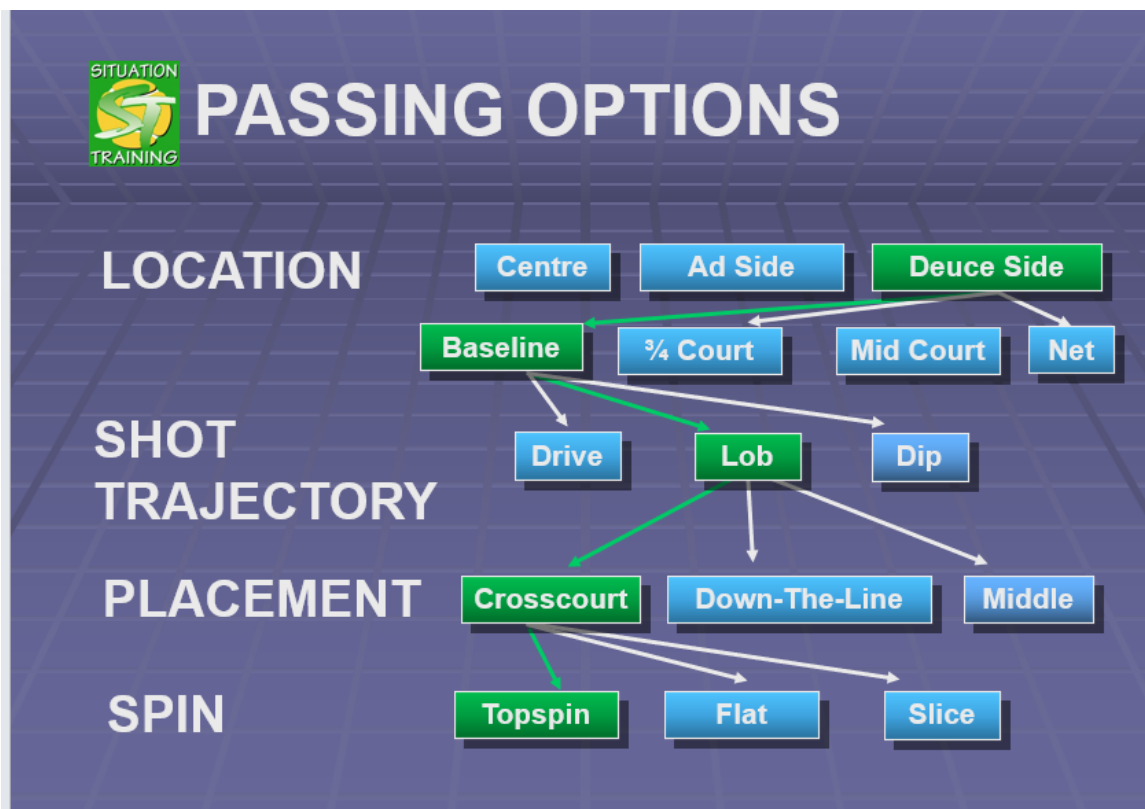 SITUATION
ST
TRAINING
PASSING OPTIONS
LOCATION
Centre
Ad Side
Deuce Side
Baseline
¾ Court
Mid Court
Net
SHOT
TRAJECTORY
Drive
Lob
Dip
PLACEMENT
Crosscourt
Down-The-Line
Middle
SPIN
Topspin
Flat
Slice